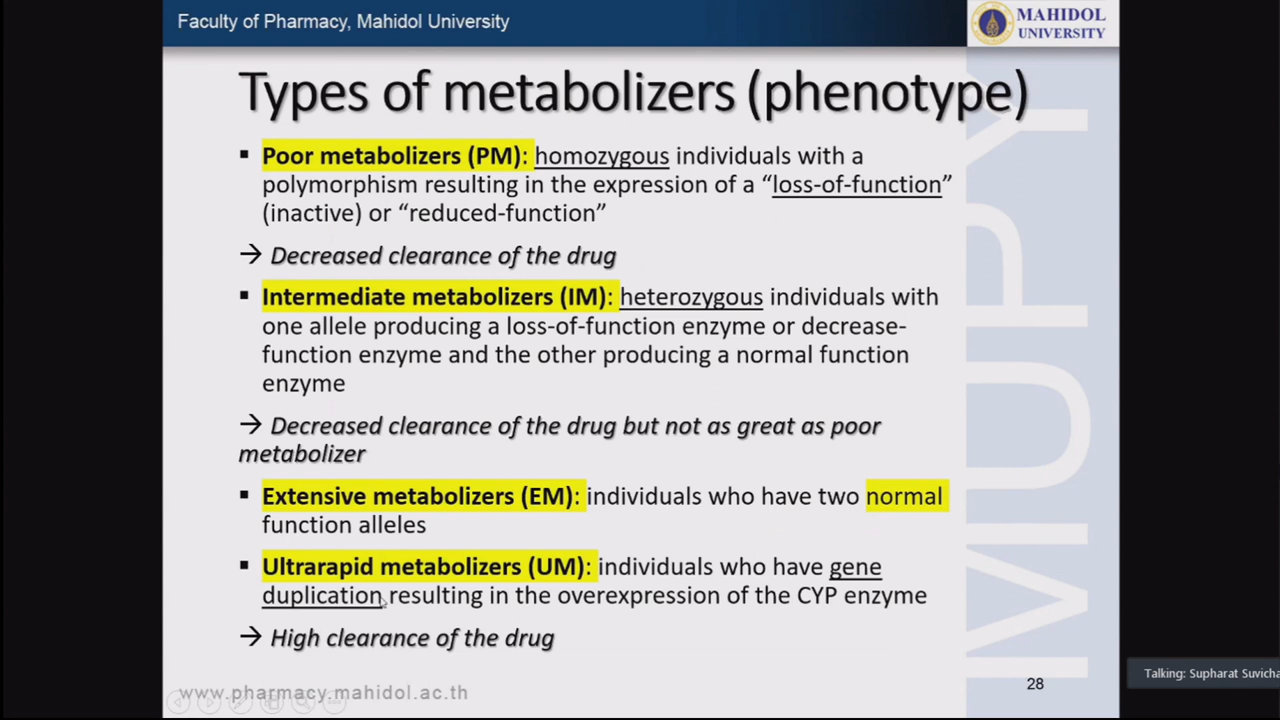 Faculty of Pharmacy, Mahidol University
MAHIDOL
UNIVERSITY
Types of metabolizers (phenotype)
▪ Poor metabolizers (PM): homozygous individuals with a
polymorphism resulting in the expression of a “loss-of-function”
(inactive) or “reduced-function”
→ Decreased clearance of the drug
▪ Intermediate metabolizers (IM): heterozygous individuals with
one allele producing a loss-of-function enzyme or decrease-
function enzyme and the other producing a normal function
enzyme
→ Decreased clearance of the drug but not as great as poor
metabolizer
▪ Extensive metabolizers (EM): individuals who have two normal
function alleles
▪ Ultrarapid metabolizers (UM): individuals who have gene
duplication resulting in the overexpression of the CYP enzyme
→ High clearance of the drug
MUPY
www.pharmacy.mahidol.ac.th
28
Talking: Supharat Suvicha